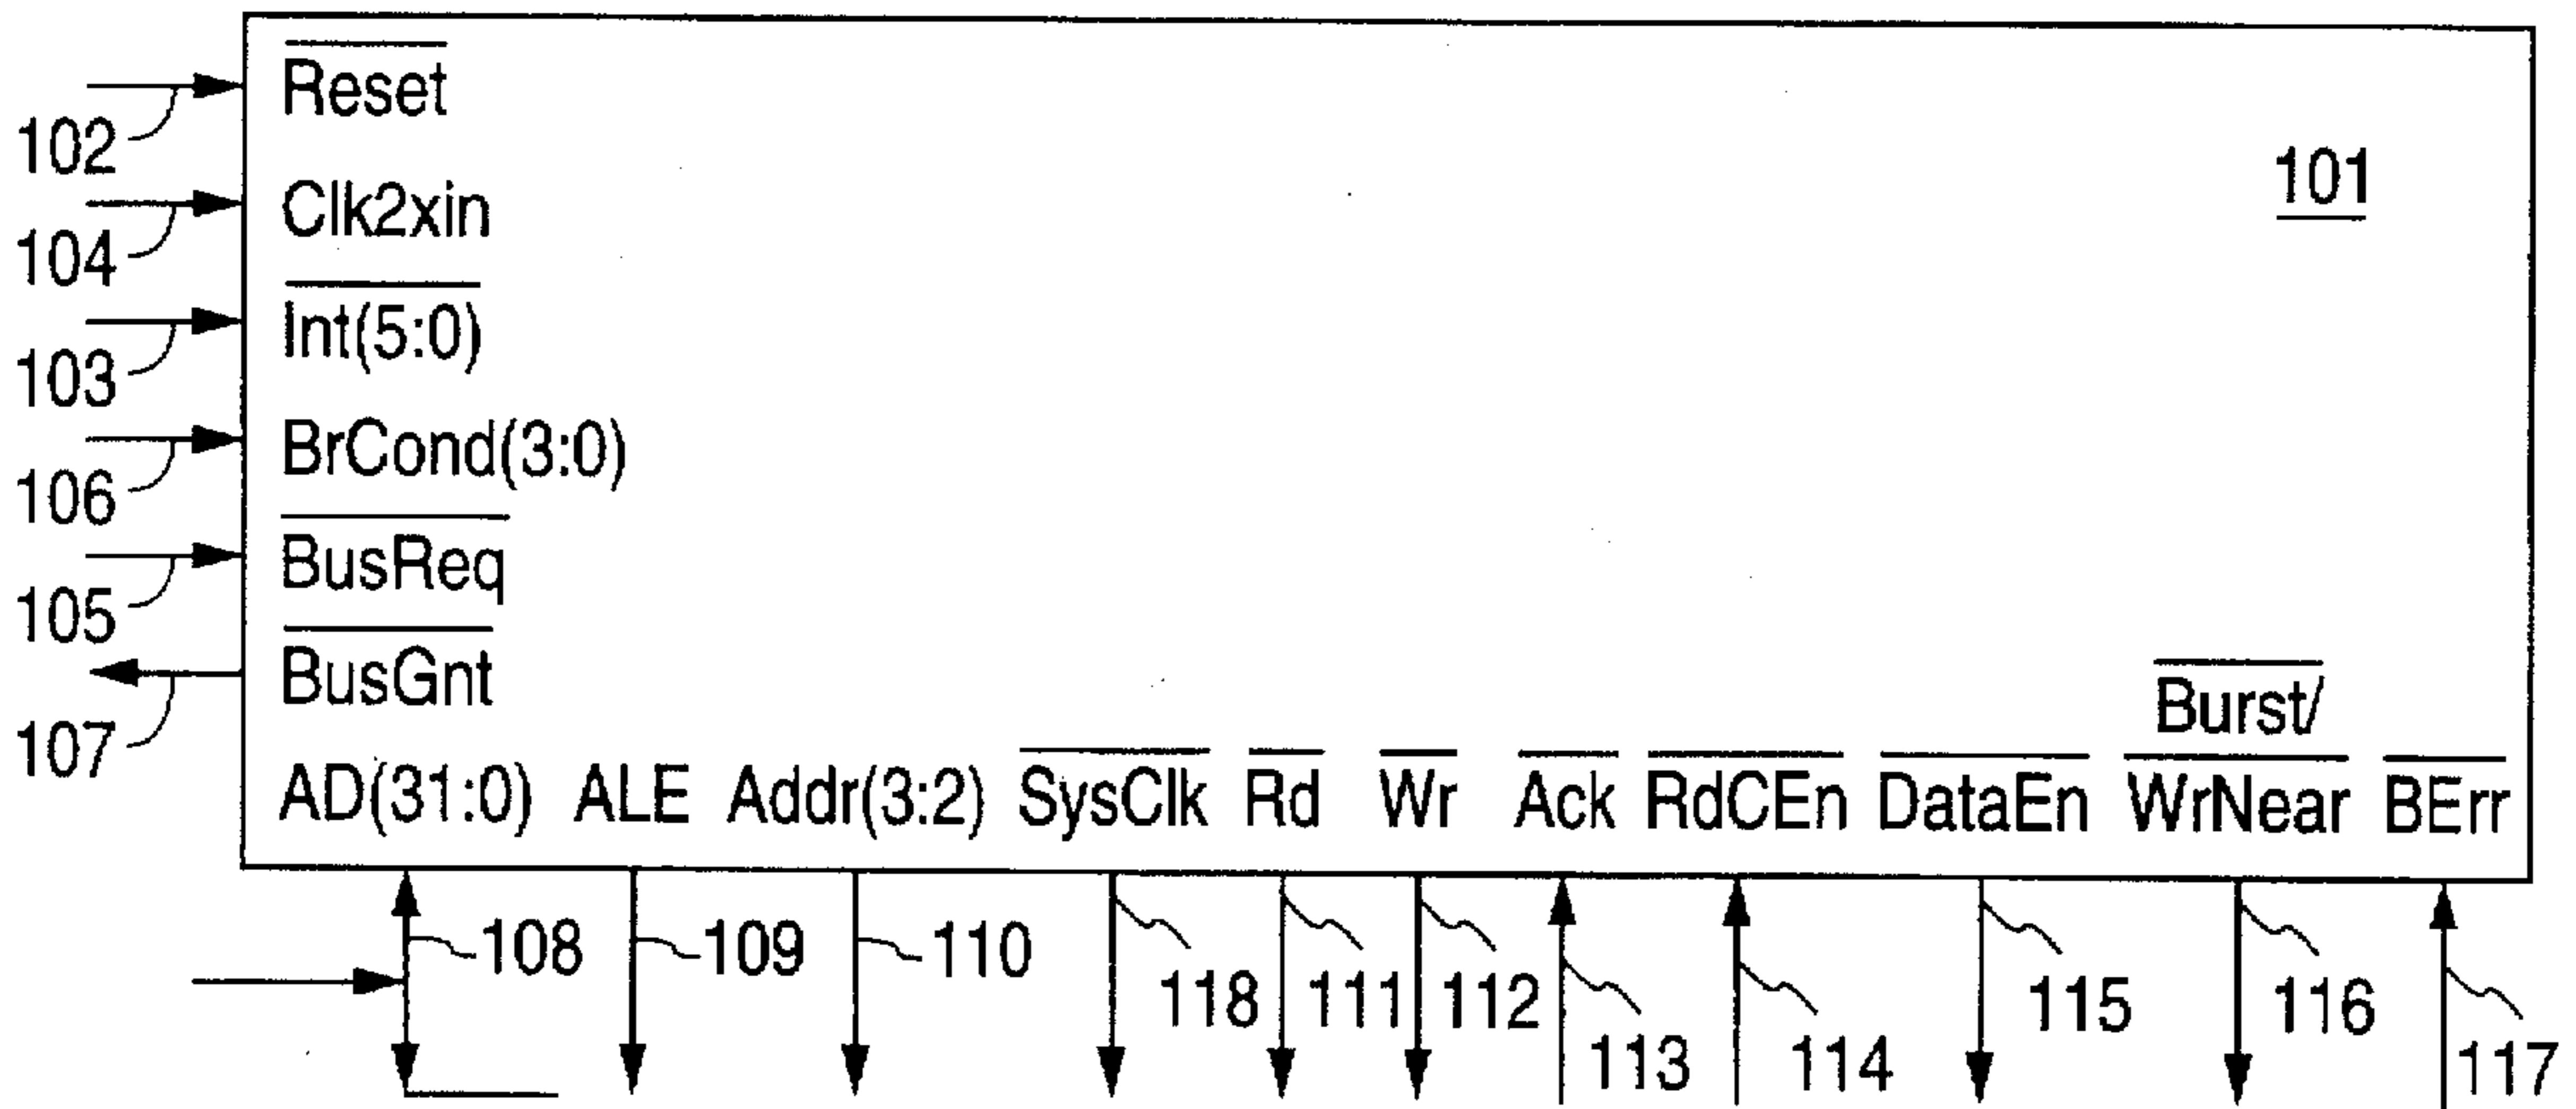 Reset
102
101
Clk2xin
104
Int(5:0)
103
BrCond(3:0)
106
BusReq
105
BusGnt
107
Burst/
AD(31:0) ALE Addr(3:2) SysClk Rd Wr Ack RdCEn DataEn WrNear BErr
108 109 110 118 111 112 113 114 115 116 117